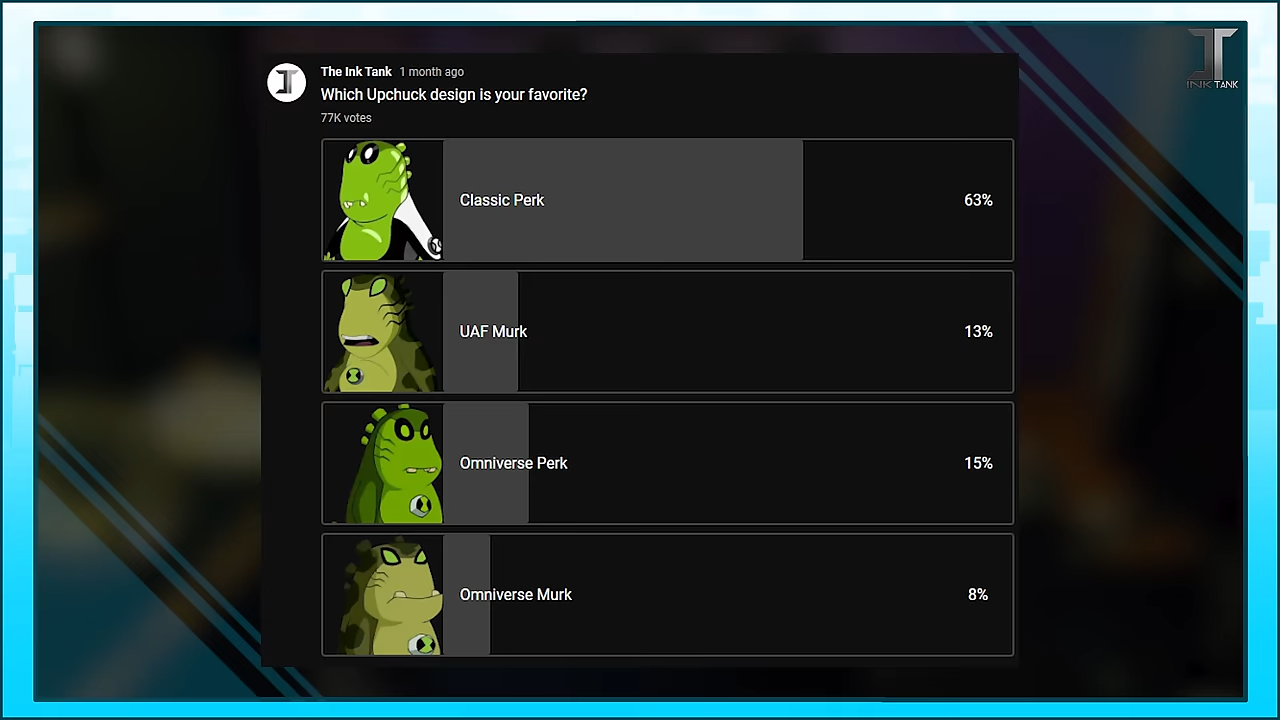 The Ink Tank 1 month ago
Which Upchuck design is your favorite?
77K votes
Classic Perk 63%
UAF Murk 13%
Omniverse Perk 15%
Omniverse Murk 8%
INK TANK